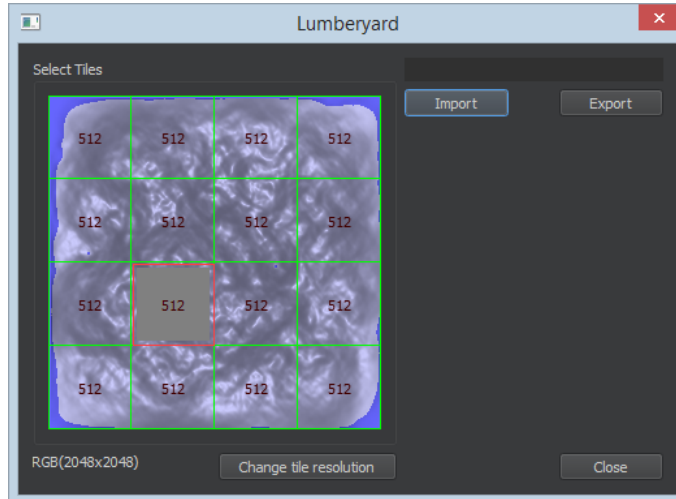 Lumberyard
Select Tiles
Import Export
512 512 512 512
512 512 512 512
512 512 512 512
512 512 512 512
RGB(2048x2048)
Change tile resolution
Close